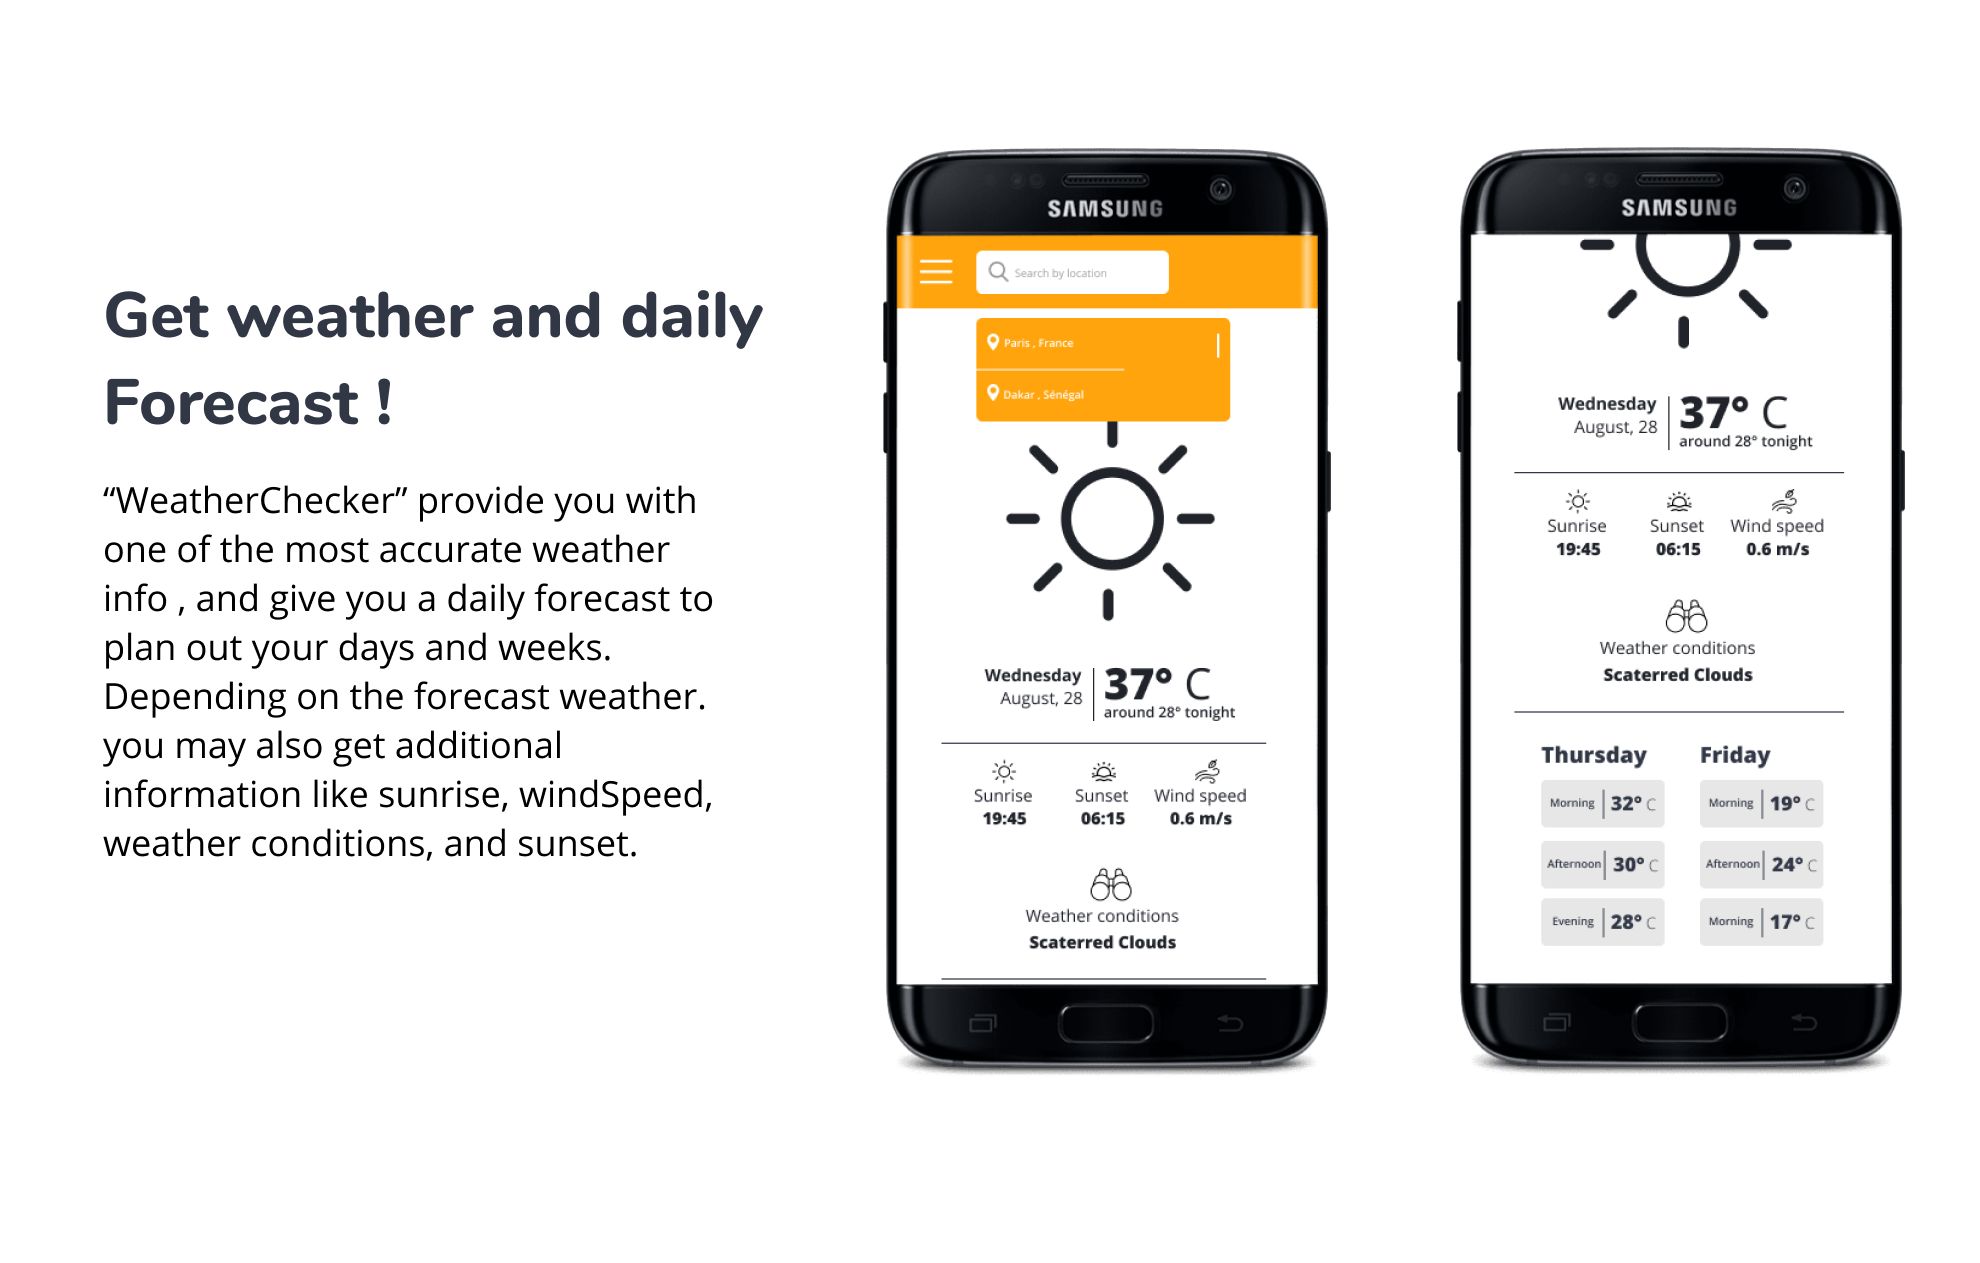 Get weather and daily
Forecast !
“WeatherChecker” provide you with
one of the most accurate weather
info , and give you a daily forecast to
plan out your days and weeks.
Depending on the forecast weather.
you may also get additional
information like sunrise, windSpeed,
weather conditions, and sunset.
SAMSUNG
Search by location
Paris , France
Dakar , Sénégal
Wednesday
August, 28
37° C
around 28° tonight
Sunrise
19:45
Sunset
06:15
Wind speed
0.6 m/s
Weather conditions
Scaterred Clouds
SAMSUNG
Wednesday
August, 28
37° C
around 28° tonight
Sunrise
19:45
Sunset
06:15
Wind speed
0.6 m/s
Weather conditions
Scaterred Clouds
Thursday
Morning 32° C
Afternoon 30° C
Evening 28° C
Friday
Morning 19° C
Afternoon 24° C
Morning 17° C